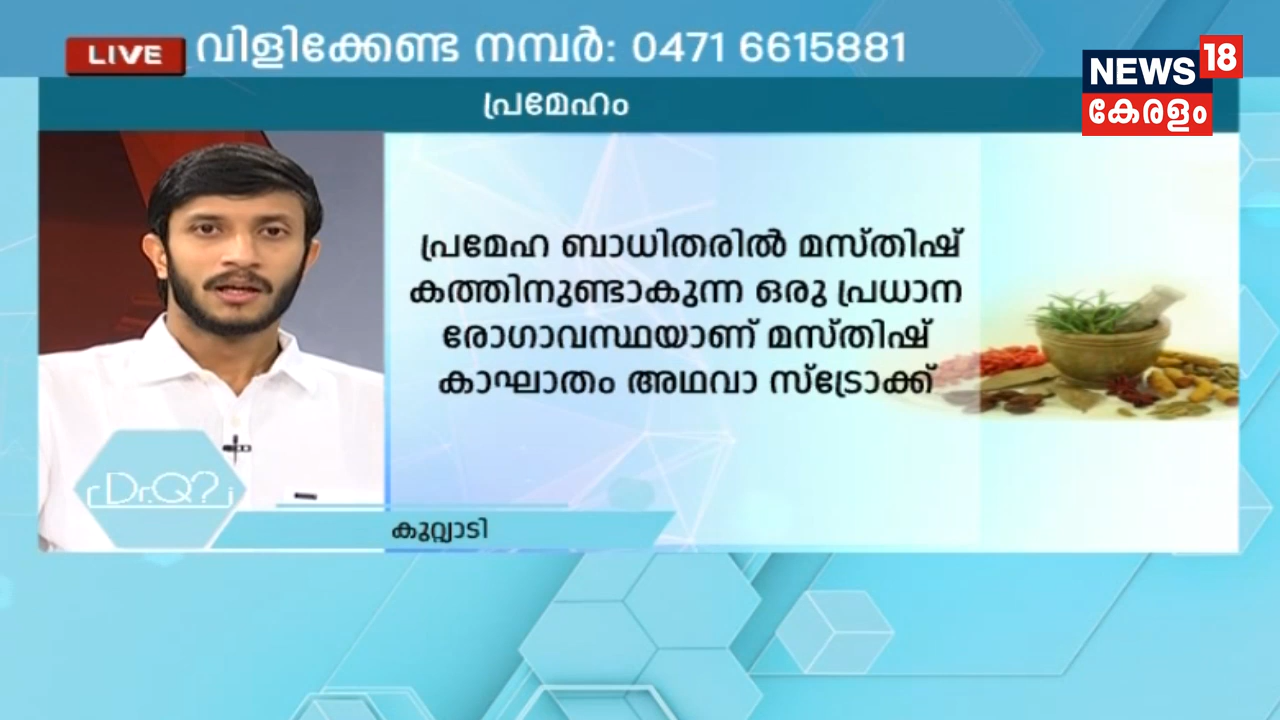 LIVE
വിളിക്കേണ്ട നമ്പർ: 0471 6615881
NEWS 18
കേരളം
പ്രമേഹം
പ്രമേഹ ബാധിതരിൽ മസ്തിഷ്
കത്തിനുണ്ടാകുന്ന ഒരു പ്രധാന
രോഗാവസ്ഥയാണ് മസ്തിഷ്
കാഘാതം അഥവാ സ്ട്രോക്ക്
Dr.Q?
കുറ്റ്യാടി